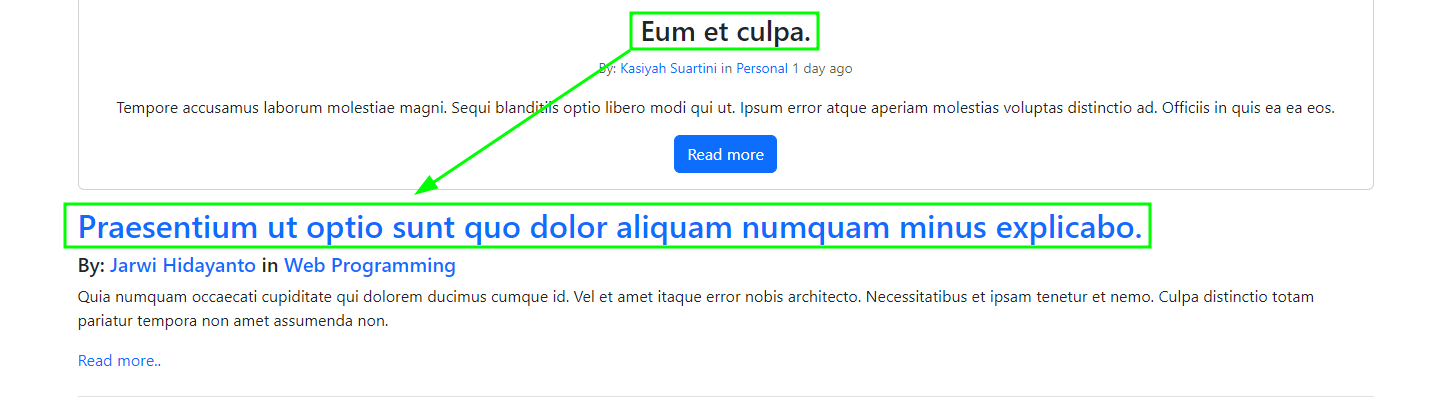 Eum et culpa.
By: Kasiyah Suartini in Personal 1 day ago
Tempore accusamus laborum molestiae magni. Sequi blanditiis optio libero modi qui ut. Ipsum error atque aperiam molestias voluptas distinctio ad. Officiis in quis ea ea eos.
Read more
Praesentium ut optio sunt quo dolor aliquam numquam minus explicabo.
By: Jarwi Hidayanto in Web Programming
Quia numquam occaecati cupiditate qui dolorem ducimus cumque id. Vel et amet itaque error nobis architecto. Necessitatibus et ipsam tenetur et nemo. Culpa distinctio totam
pariatur tempora non amet assumenda non.
Read more..